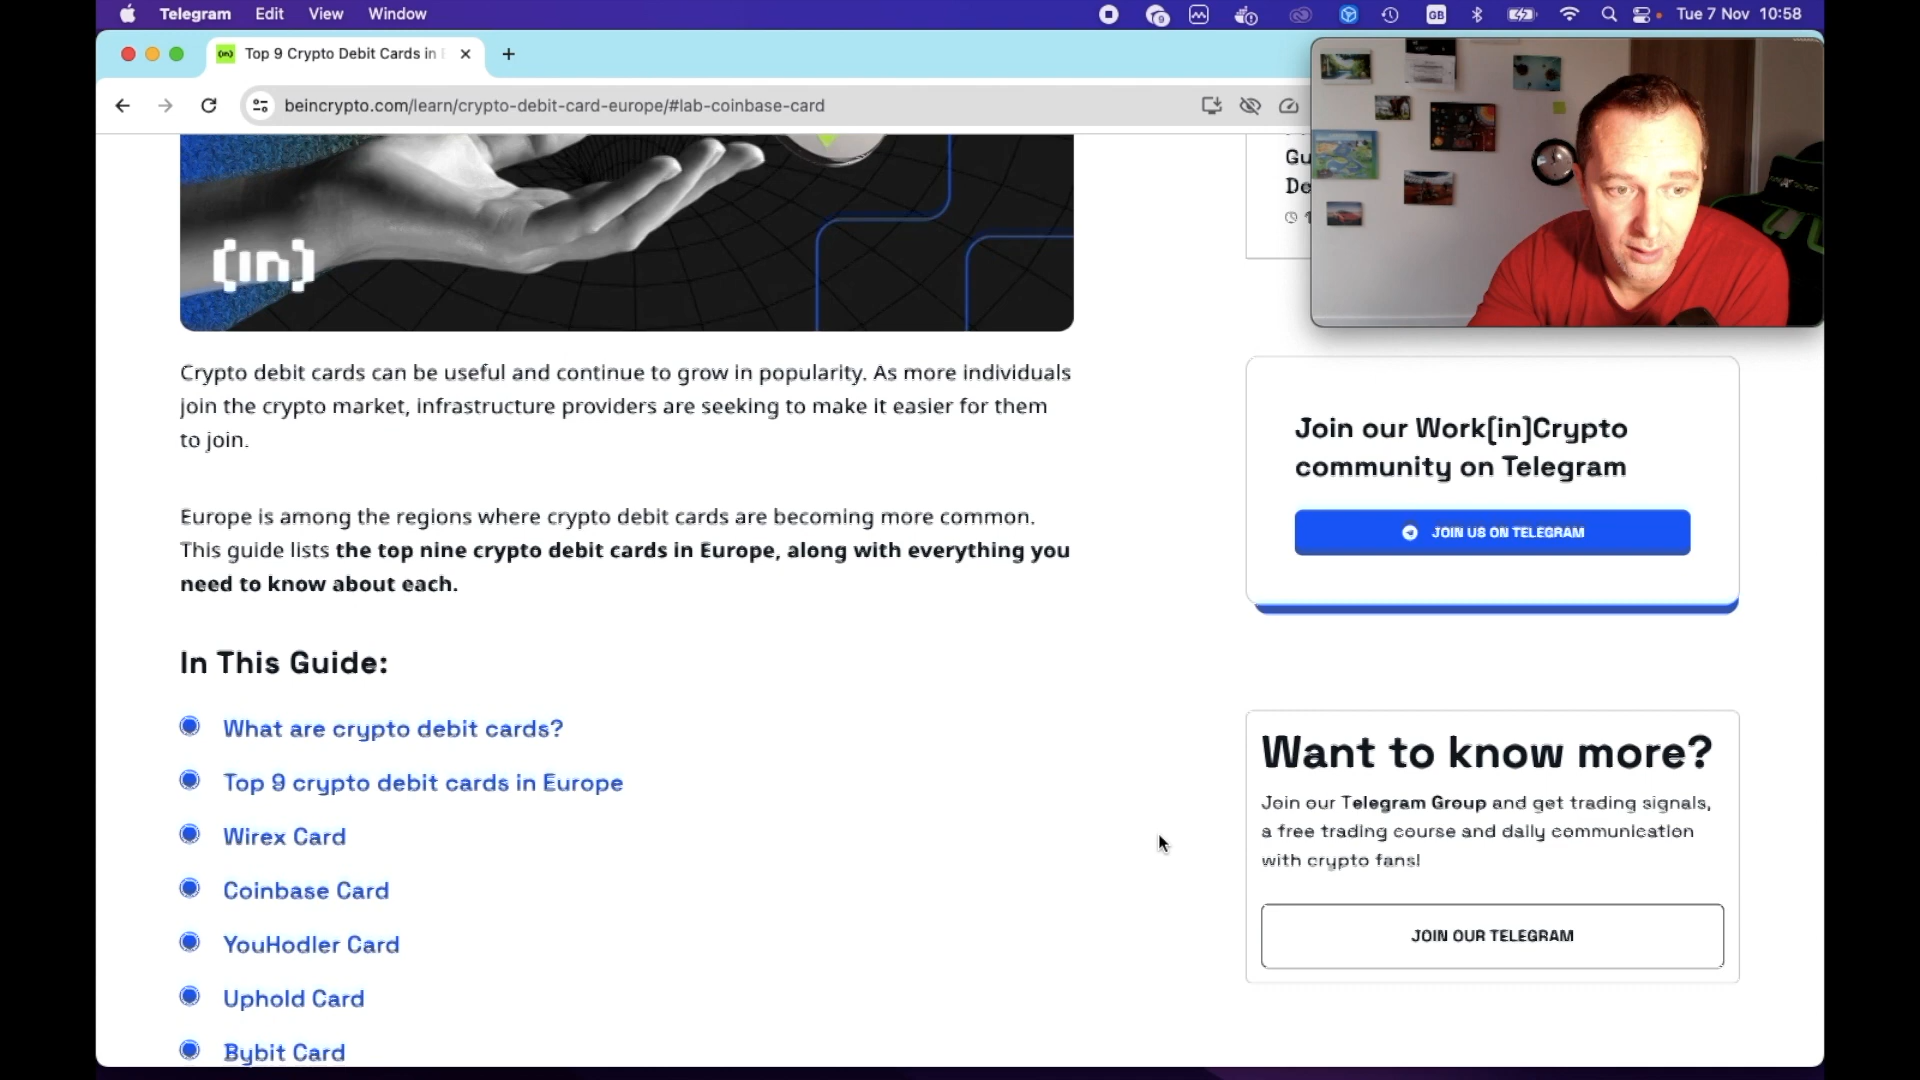 Telegram Edit View Window
9
GB
Tue 7 Nov 10:58
Top 9 Crypto Debit Cards in
beincrypto.com/learn/crypto-debit-card-europe/#lab-coinbase-card
[in]
Crypto debit cards can be useful and continue to grow in popularity. As more individuals
join the crypto market, infrastructure providers are seeking to make it easier for them
to join.
Europe is among the regions where crypto debit cards are becoming more common.
This guide lists the top nine crypto debit cards in Europe, along with everything you
need to know about each.
In This Guide:
What are crypto debit cards?
Top 9 crypto debit cards in Europe
Wirex Card
Coinbase Card
YouHodler Card
Uphold Card
Bybit Card
Gu
De
Join our Work[in]Crypto
community on Telegram
JOIN US ON TELEGRAM
Want to know more?
Join our Telegram Group and get trading signals,
a free trading course and daily communication
with crypto fans!
JOIN OUR TELEGRAM